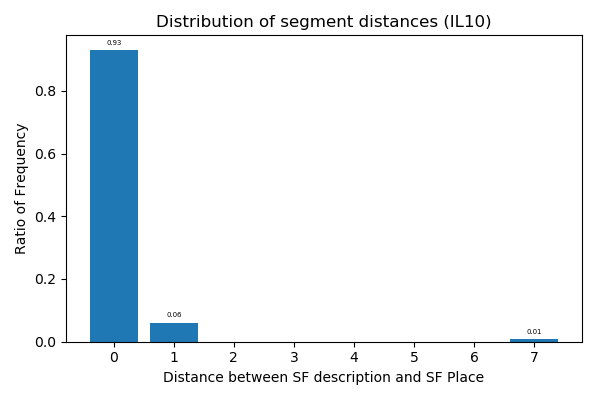 Distribution of segment distances (IL10)
0.93
0.8
0.6
0.4
0.2
0.0
0.06
0.01
Ratio of Frequency
0 1 2 3 4 5 6 7
Distance between SF description and SF Place